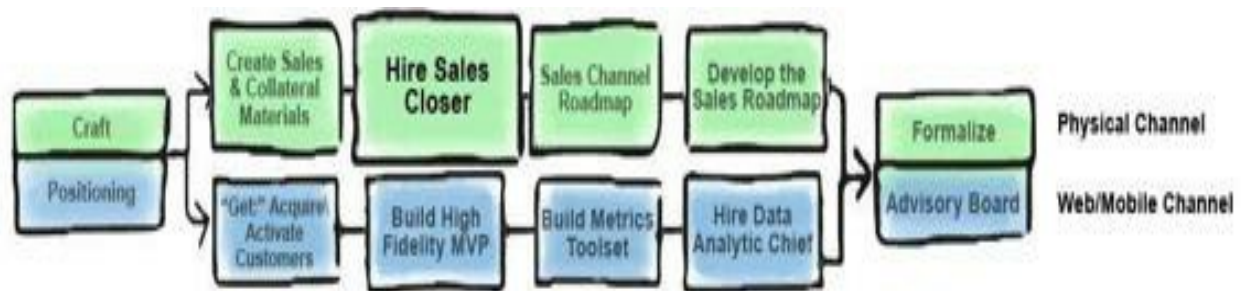 Craft
Positioning
Create Sales
& Collateral
Materials
Hire Sales
Closer
Sales Channel
Roadmap
Develop the
Sales Roadmap
"Get:" Acquire\
Activate
Customers
Build High
Fidelity MVP
Build Metrics
Toolset
Hire Data
Analytic Chief
Formalize
Advisory Board
Physical Channel
Web/Mobile Channel